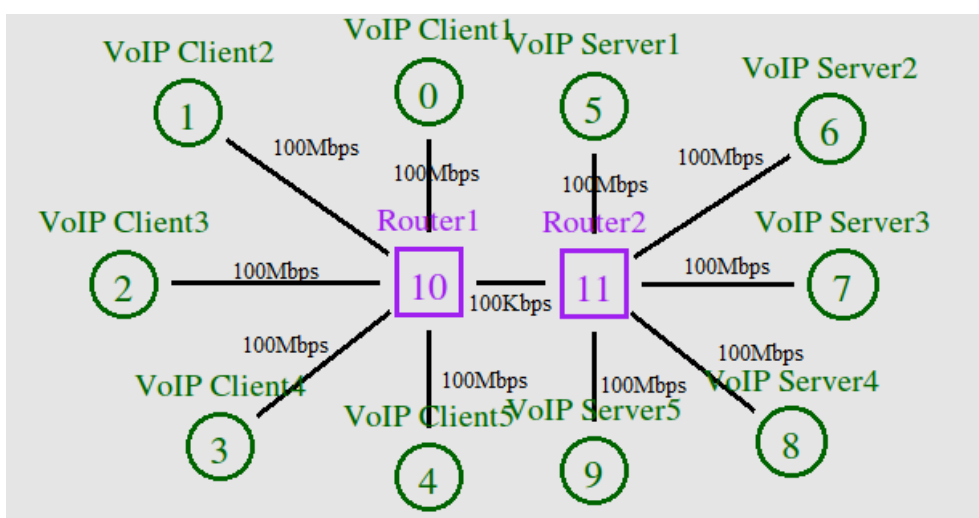 VoIP Client1
VoIP Server1
VoIP Client2
VoIP Server2
0
5
1
6
100Mbps
100Mbps
100Mbps
100Mbps
Router1
Router2
VoIP Client3
VoIP Server3
2
100Mbps
10
100Kbps
11
100Mbps
7
100Mbps
100Mbps
VoIP Client4
100Mbps
100Mbps
VoIP Server4
VoIP Client5
VoIP Server5
3
4
9
8